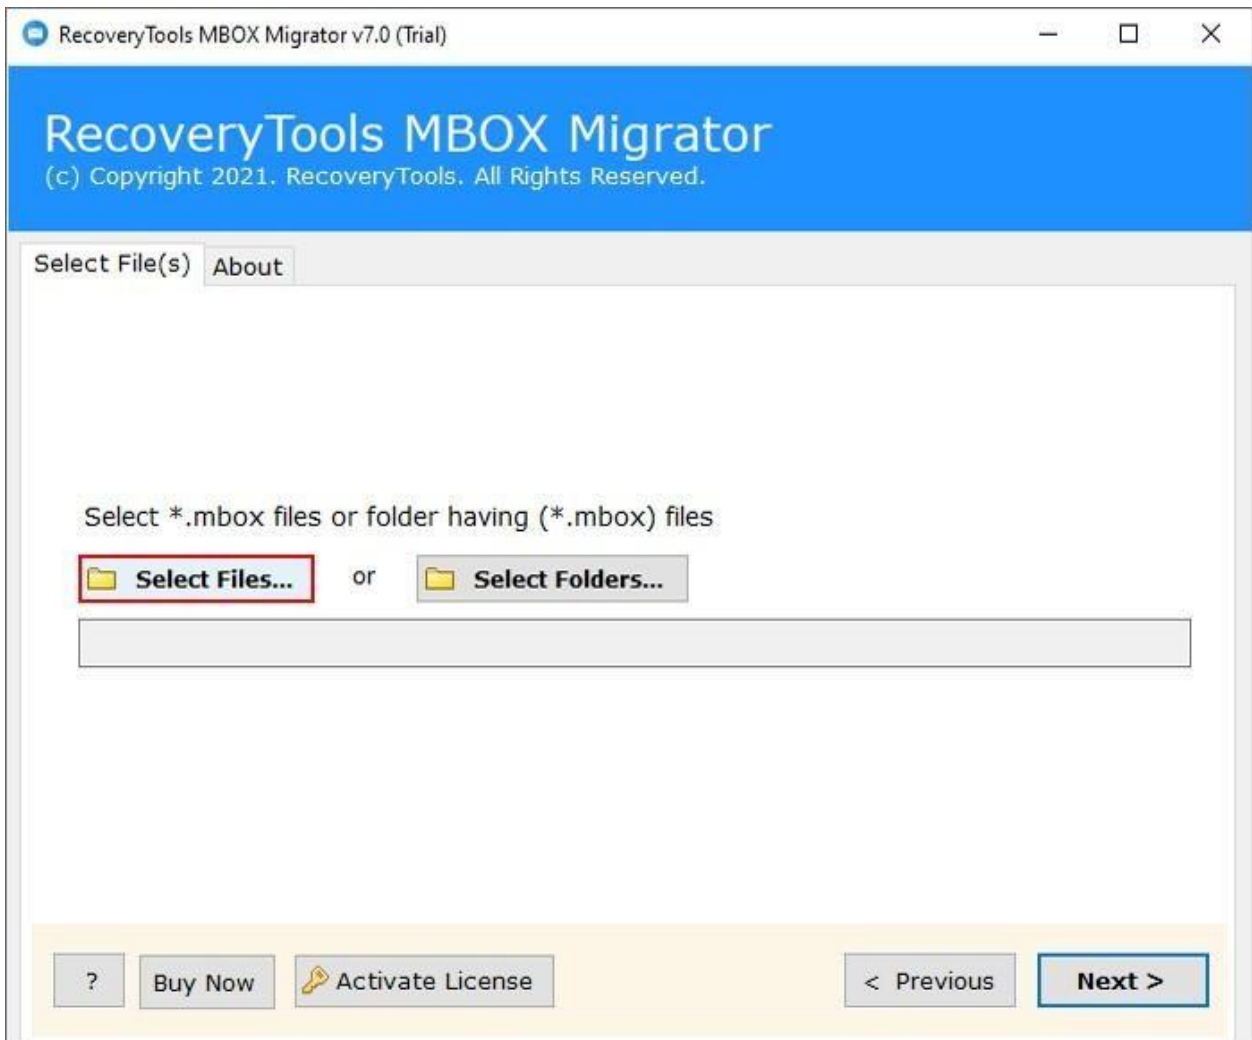 RecoveryTools MBOX Migrator v7.0 (Trial)
RecoveryTools MBOX Migrator
(c) Copyright 2021. RecoveryTools. All Rights Reserved.
Select File(s) About
Select *.mbox files or folder having (*.mbox) files
Select Files... or Select Folders...
? Buy Now Activate License < Previous Next >